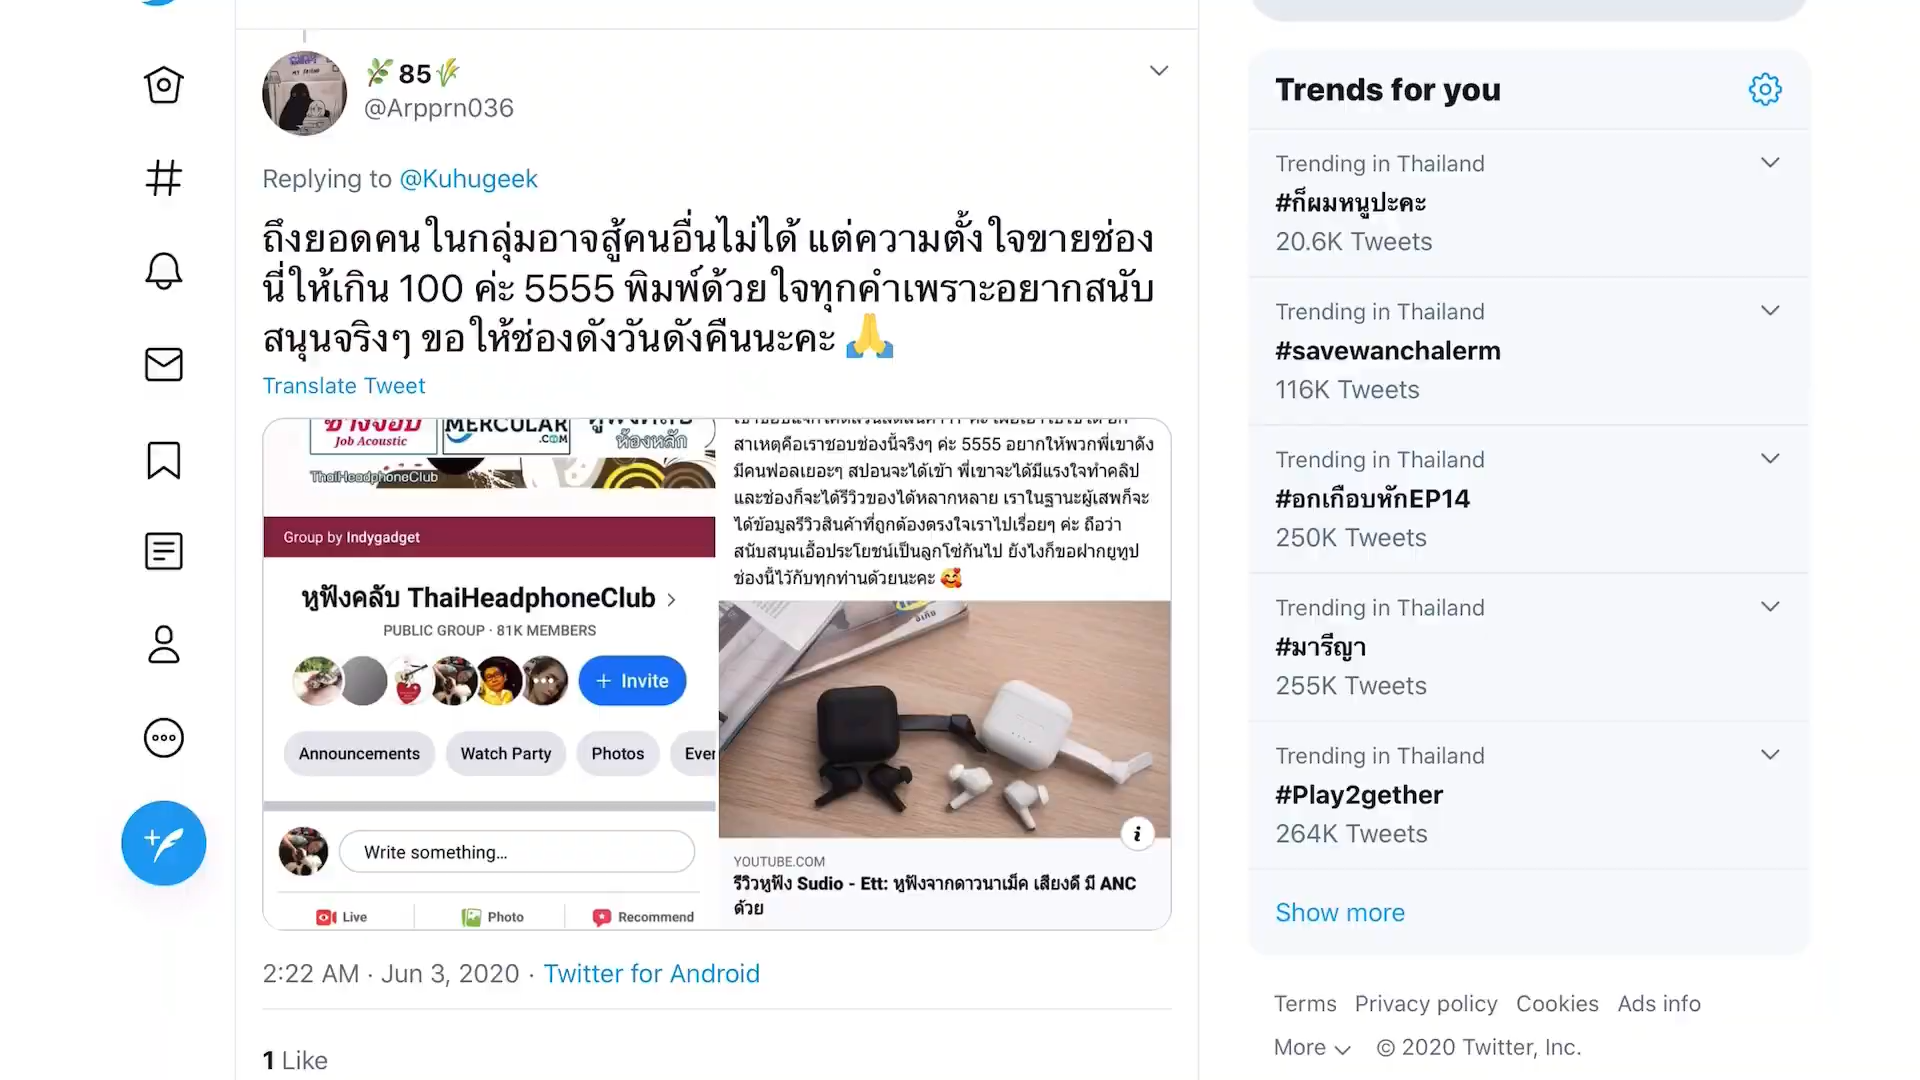 85
@Arpprn036
Replying to @Kuhugeek
ถึงยอดคนในกลุ่มอาจสู้คนอื่นไม่ได้ แต่ความตั้งใจขายช่อง
นี่ให้เกิน 100 ค่ะ 5555 พิมพ์ด้วยใจทุกคำเพราะอยากสนับ
สนุนจริงๆ ขอให้ช่องดังวันดังคืนนะคะ 🙏
Translate Tweet
ช่างจ๊อบ
Job Acoustic
MERCULAR
.COM
ห้องหลัก
ThaiHeadphoneClub
Group by Indygadget
หูฟังคลับ ThaiHeadphoneClub
PUBLIC GROUP · 81K MEMBERS
+ Invite
Announcements
Watch Party
Photos
Ever
Write something...
Live
Photo
Recommend
สาเหตุคือเราชอบช่องนี้จริงๆ ค่ะ 5555 อยากให้พวกพี่เขาดัง
มีคนฟอลเยอะๆ สปอนจะได้เข้า พี่เขาจะได้มีแรงใจทำคลิป
และช่องก็จะได้รีวิวของได้หลากหลาย เราในฐานะผู้เสพก็จะ
ได้ข้อมูลรีวิวสินค้าที่ถูกต้องตรงใจเราไปเรื่อยๆ ค่ะ ถือว่า
สนับสนุนเอื้อประโยชน์เป็นลูกโซ่กันไป ยังไงก็ขอฝากยูทูป
ช่องนี้ไว้กับทุกท่านด้วยนะคะ 🥰
YOUTUBE.COM
รีวิวหูฟัง Sudio - Ett: หูฟังจากดาวนาเม็ค เสียงดี มี ANC
ด้วย
2:22 AM · Jun 3, 2020 · Twitter for Android
1 Like
Trends for you
Trending in Thailand
#ก็ผมหนูปะคะ
20.6K Tweets
Trending in Thailand
#savewanchalerm
116K Tweets
Trending in Thailand
#อกเกือบหักEP14
250K Tweets
Trending in Thailand
#มารีญา
255K Tweets
Trending in Thailand
#Play2gether
264K Tweets
Show more
Terms Privacy policy Cookies Ads info
More © 2020 Twitter, Inc.